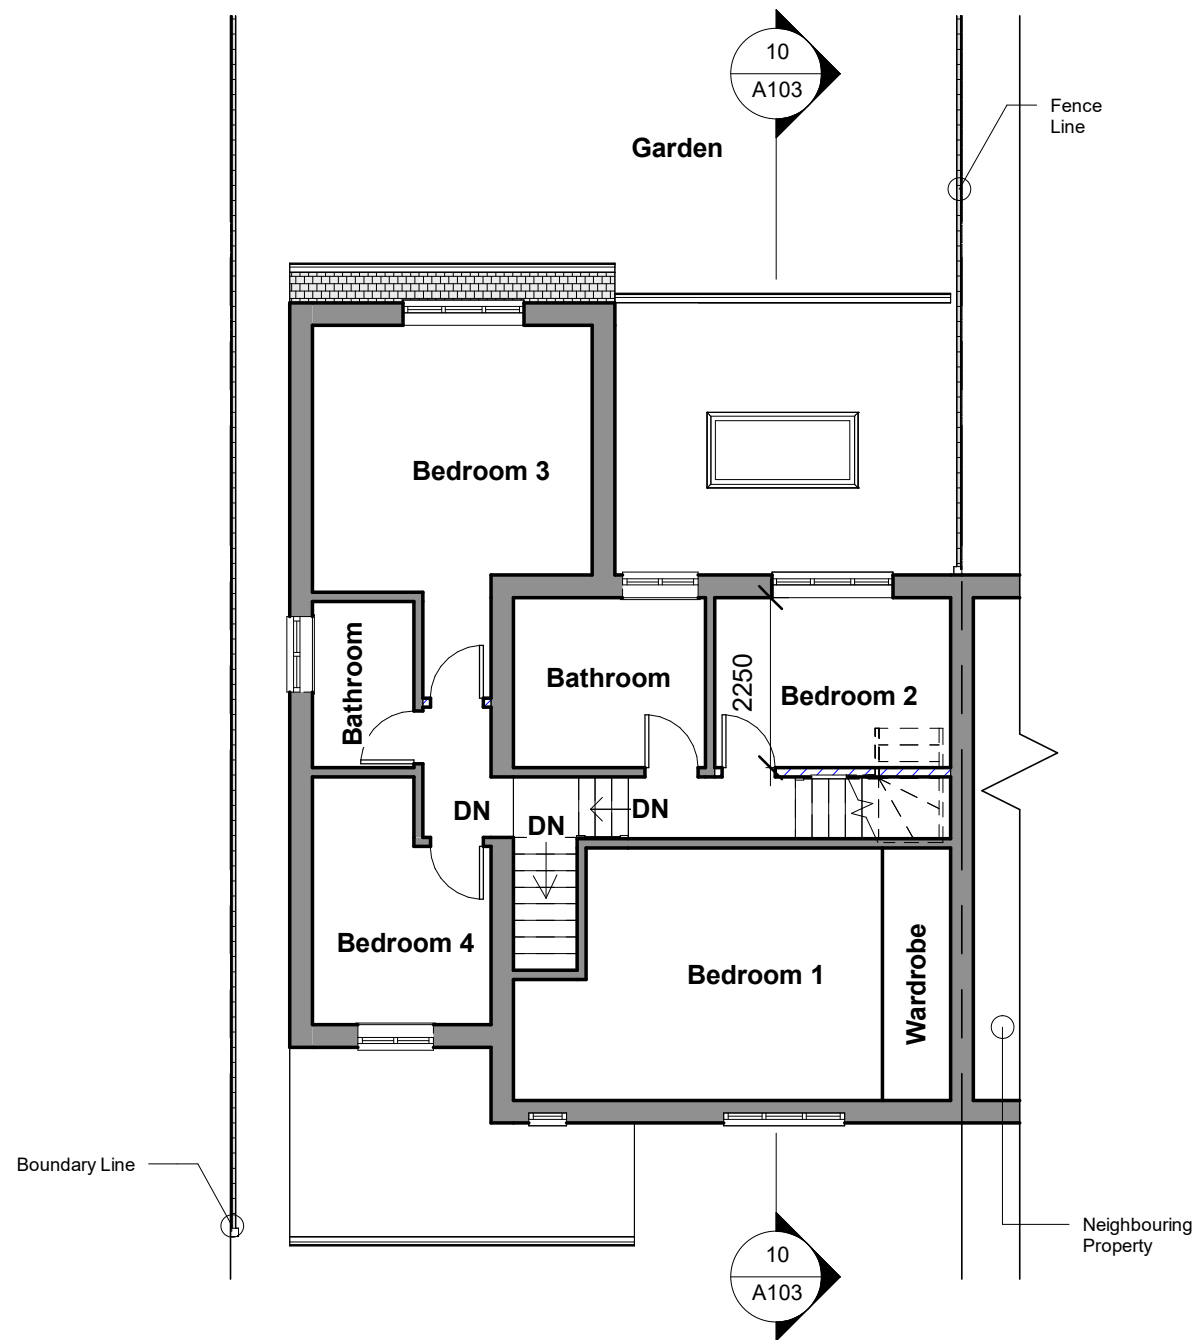 10
A103
Fence
Line
Garden
Bedroom 3
Bathroom
Bathroom
2250
Bedroom 2
DN
DN
DN
Bedroom 4
Bedroom 1
Wardrobe
Boundary Line
Neighbouring
Property
10
A103